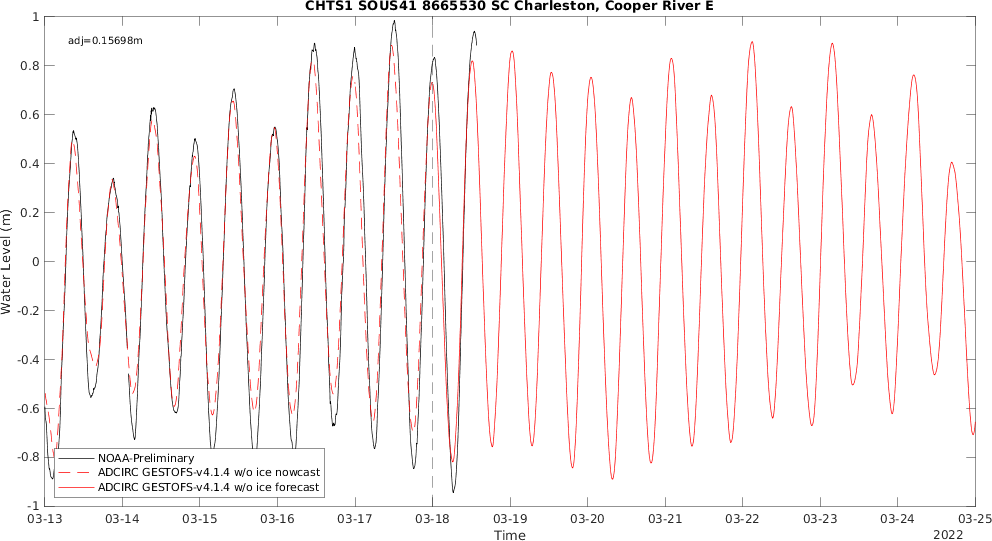 CHTS1 SOUS41 8665530 SC Charleston, Cooper River E
adj=0.15698m
1
0.8
0.6
0.4
0.2
0
-0.2
-0.4
-0.6
-0.8
-1
Water Level (m)
NOAA-Preliminary
ADCIRC GESTOFS-v4.1.4 w/o ice nowcast
ADCIRC GESTOFS-v4.1.4 w/o ice forecast
03-13 03-14 03-15 03-16 03-17 03-18 03-19 03-20 03-21 03-22 03-23 03-24 03-25
Time
2022